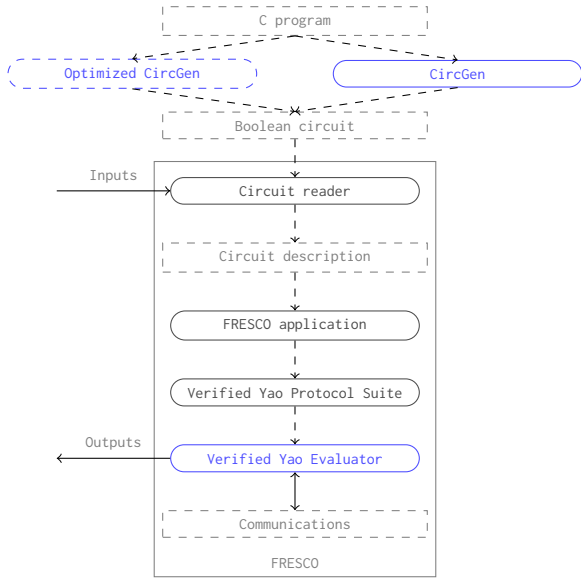 C program
Optimized CircGen
CircGen
Boolean circuit
Inputs
Circuit reader
Circuit description
FRESCO application
Verified Yao Protocol Suite
Outputs
Verified Yao Evaluator
Communications
FRESCO